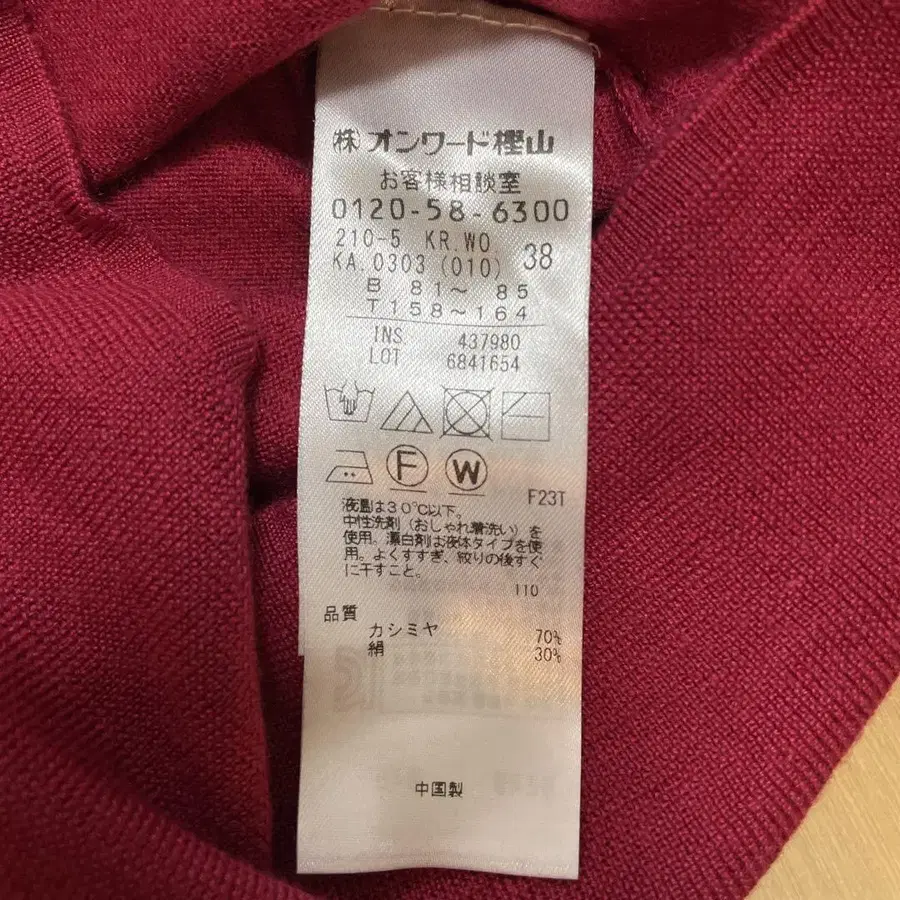 ㈱オンワード樫山
お客様相談室
0120-58-6300
210-5 KR.WO.
KA.0303 (010) 38
B 81～ 85
T158～164
INS 437980
LOT 6841654
F W
F23T
液温は30℃以下。
中性洗剤（おしゃれ着洗い）を
使用。漂白剤は液体タイプを使
用。よくすすぎ、絞りの後すぐ
に干すこと。
110
品質
カシミヤ 70%
絹 30%
中国製